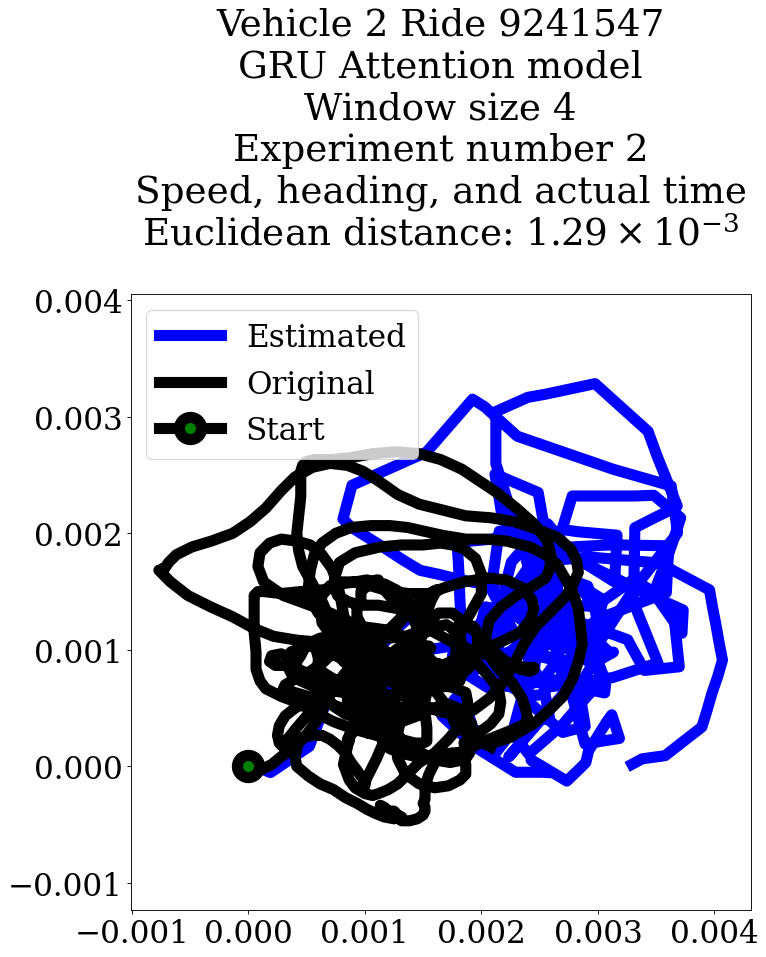 Vehicle 2 Ride 9241547
GRU Attention model
Window size 4
Experiment number 2
Speed, heading, and actual time
Euclidean distance: 1.29 × 10⁻³
0.004
Estimated
Original
Start
0.003
0.002
0.001
0.000
−0.001
−0.001 0.000 0.001 0.002 0.003 0.004